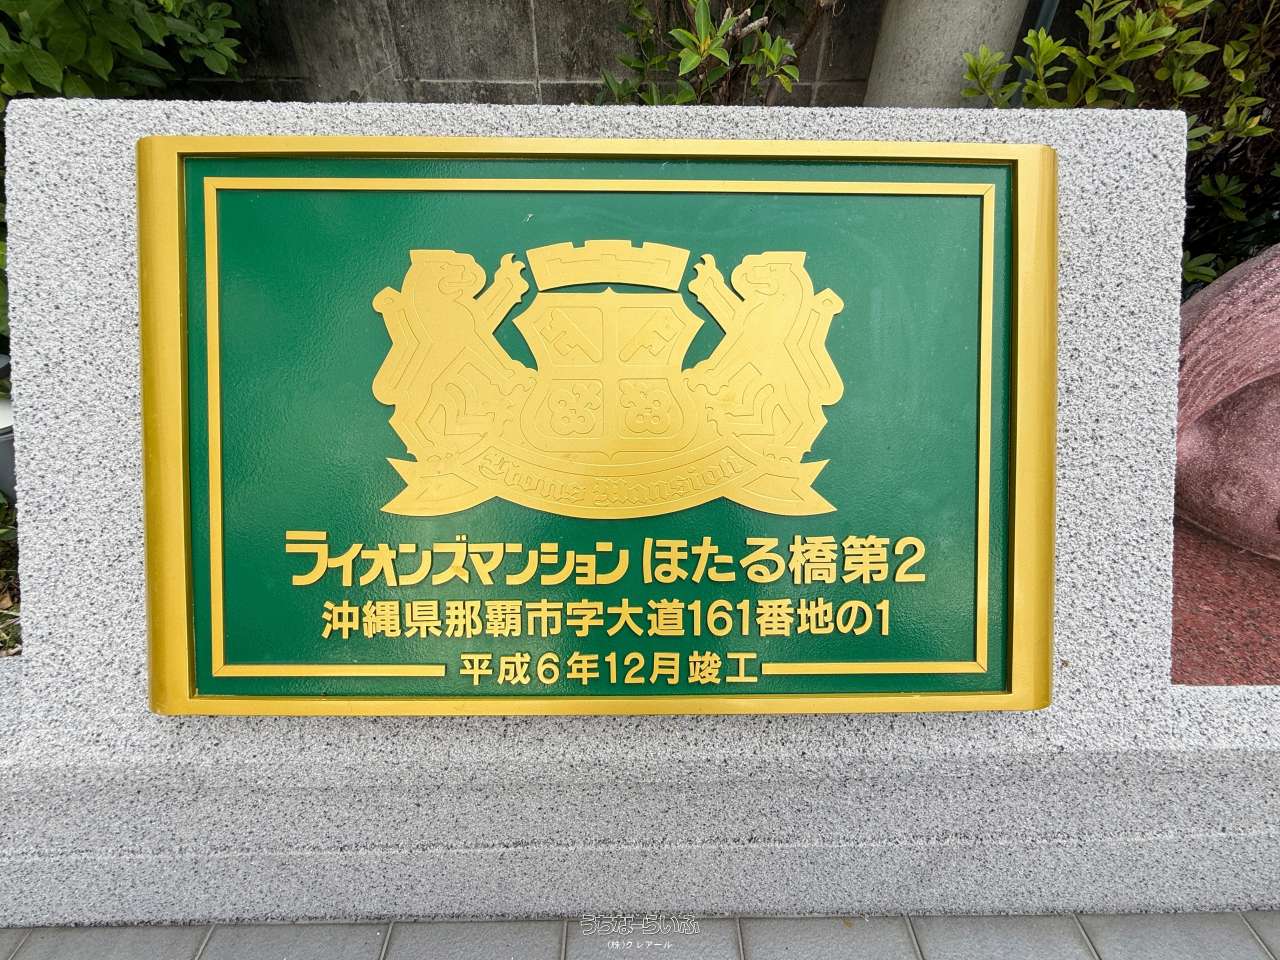 Lions Mansion
ライオンズマンション ほたる橋第2
沖縄県那覇市字大道161番地の1
平成6年12月竣工
うちなーらいふ
(株)クレアール